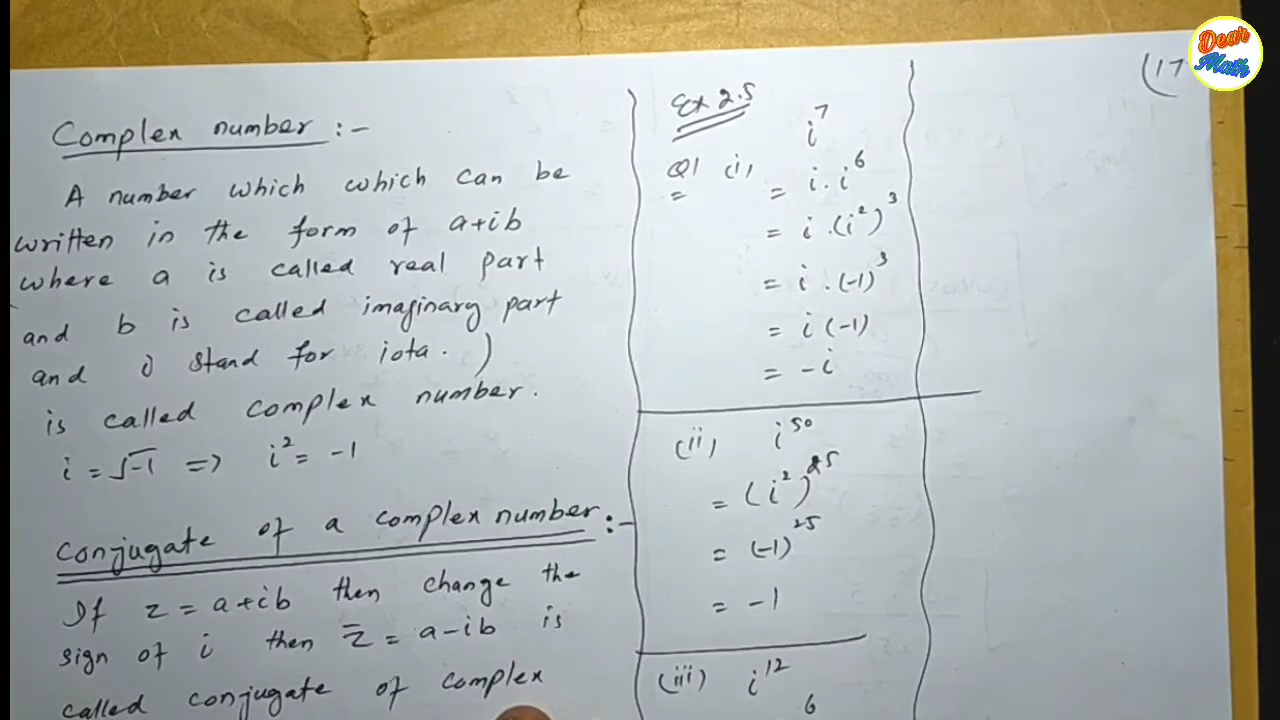 Dear
Math
(17
Complex number :-
A number which which can be
written in the form of a+ib
where a is called real part
and b is called imaginary part
and i stand for iota. )
is called complex number.
i = √-1 => i² = -1
Conjugate of a complex number :-
If z = a+ib then change the
sign of i then z̅ = a-ib is
called conjugate of complex
Ex 2.5
Q1 (i) i⁷
= i . i⁶
= i .(i²)³
= i . (-1)³
= i (-1)
= -i
(ii) i⁵⁰
= (i²)²⁵
= (-1)²⁵
= -1
(iii) i¹²
6